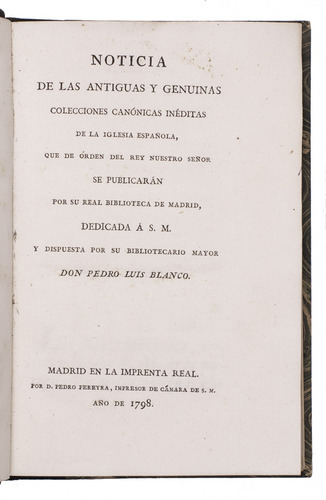 NOTICIA
DE LAS ANTIGUAS Y GENUINAS
COLECCIONES CANÓNICAS INÉDITAS
DE LA IGLESIA ESPAÑOLA,
QUE DE ÓRDEN DEL REY NUESTRO SEÑOR
SE PUBLICARÁN
POR SU REAL BIBLIOTECA DE MADRID,
DEDICADA Á S. M.
Y DISPUESTA POR SU BIBLIOTECARIO MAYOR
DON PEDRO LUIS BLANCO.
MADRID EN LA IMPRENTA REAL.
POR D. PEDRO PEREYRA, IMPRESOR DE CÁMARA DE S. M.
AÑO DE 1798.